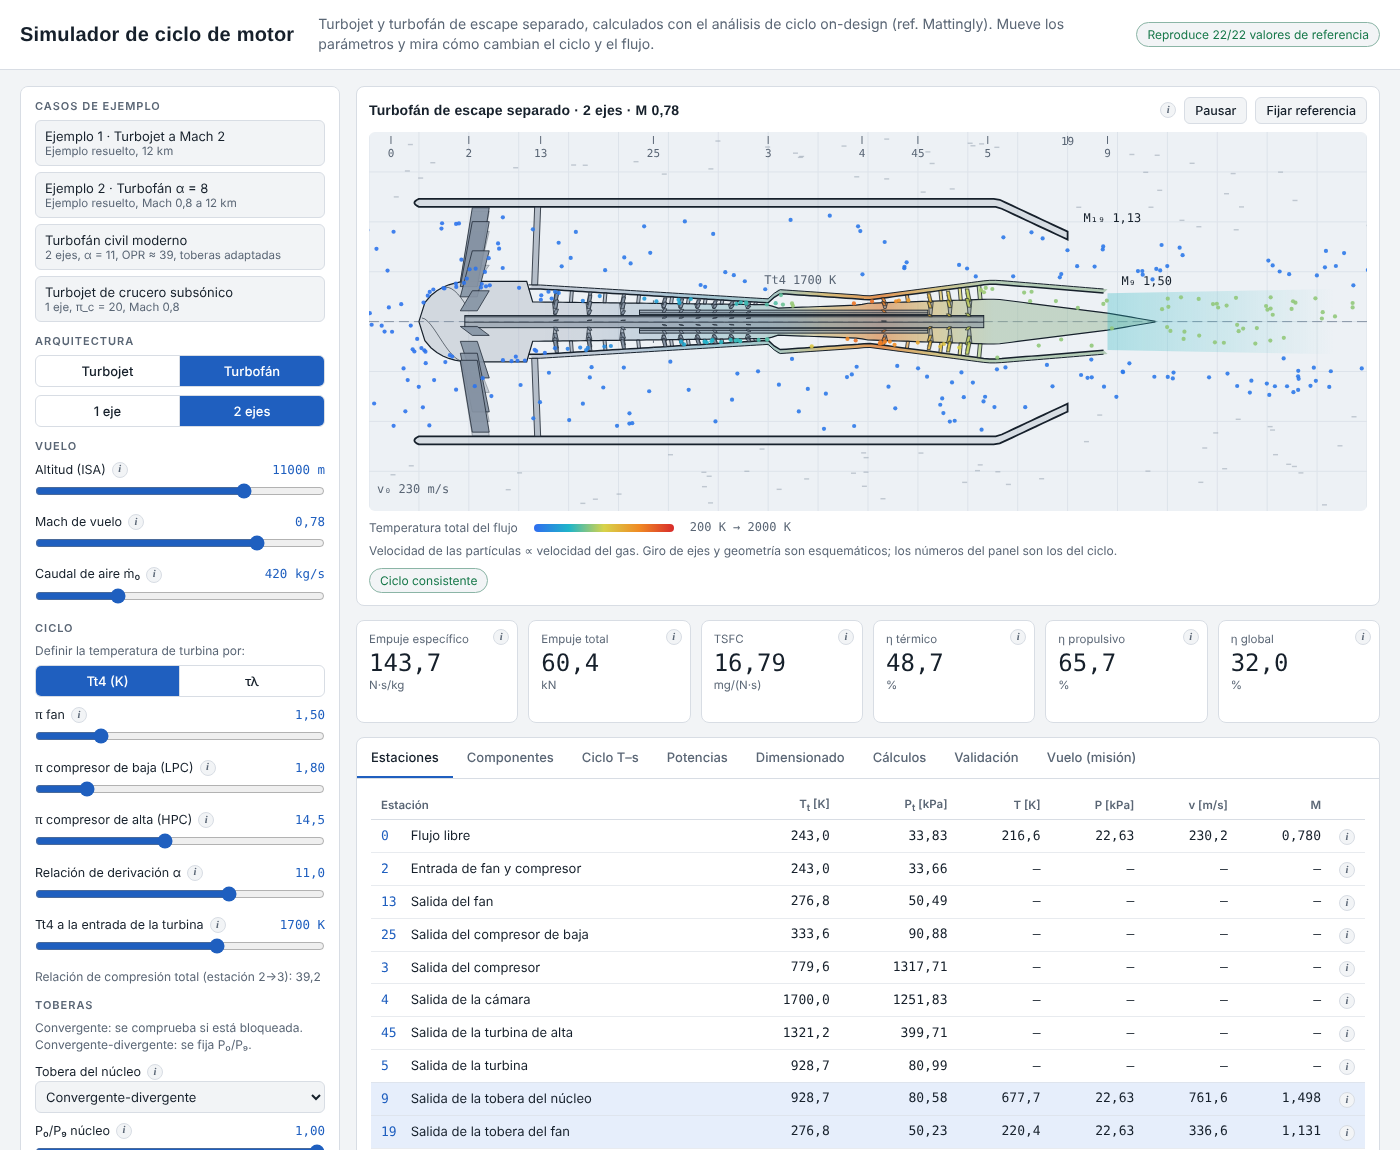 Simulador de ciclo de motor
Turbojet y turbofán de escape separado, calculados con el análisis de ciclo on-design (ref. Mattingly). Mueve los
parámetros y mira cómo cambian el ciclo y el flujo.
Reproduce 22/22 valores de referencia
CASOS DE EJEMPLO
Ejemplo 1 · Turbojet a Mach 2
Ejemplo resuelto, 12 km
Ejemplo 2 · Turbofán α = 8
Ejemplo resuelto, Mach 0,8 a 12 km
Turbofán civil moderno
2 ejes, α = 11, OPR ≈ 39, toberas adaptadas
Turbojet de crucero subsónico
1 eje, π_c = 20, Mach 0,8
ARQUITECTURA
Turbojet Turbofán
1 eje 2 ejes
VUELO
Altitud (ISA) i 11000 m
Mach de vuelo i 0,78
Caudal de aire ṁ₀ i 420 kg/s
CICLO
Definir la temperatura de turbina por:
Tt4 (K) τλ
π fan i 1,50
π compresor de baja (LPC) i 1,80
π compresor de alta (HPC) i 14,5
Relación de derivación α i 11,0
Tt4 a la entrada de la turbina i 1700 K
Relación de compresión total (estación 2→3): 39,2
TOBERAS
Convergente: se comprueba si está bloqueada.
Convergente-divergente: se fija P₀/P₉.
Tobera del núcleo i
Convergente-divergente
P₀/P₉ núcleo i 1,00
Turbofán de escape separado · 2 ejes · M 0,78
i Pausar Fijar referencia
0 2 13 25 3 4 45 5 19 9
M₁₉ 1,13
Tt4 1700 K
M₉ 1,50
v₀ 230 m/s
Temperatura total del flujo 200 K → 2000 K
Velocidad de las partículas ∝ velocidad del gas. Giro de ejes y geometría son esquemáticos; los números del panel son los del ciclo.
Ciclo consistente
Empuje específico i
143,7
N·s/kg
Empuje total i
60,4
kN
TSFC i
16,79
mg/(N·s)
η térmico i
48,7
%
η propulsivo i
65,7
%
η global i
32,0
%
Estaciones Componentes Ciclo T–s Potencias Dimensionado Cálculos Validación Vuelo (misión)
Estación Tt [K] Pt [kPa] T [K] P [kPa] v [m/s] M
0 Flujo libre 243,0 33,83 216,6 22,63 230,2 0,780 i
2 Entrada de fan y compresor 243,0 33,66 – – – – i
13 Salida del fan 276,8 50,49 – – – – i
25 Salida del compresor de baja 333,6 90,88 – – – – i
3 Salida del compresor 779,6 1317,71 – – – – i
4 Salida de la cámara 1700,0 1251,83 – – – – i
45 Salida de la turbina de alta 1321,2 399,71 – – – – i
5 Salida de la turbina 928,7 80,99 – – – – i
9 Salida de la tobera del núcleo 928,7 80,58 677,7 22,63 761,6 1,498 i
19 Salida de la tobera del fan 276,8 50,23 220,4 22,63 336,6 1,131 i